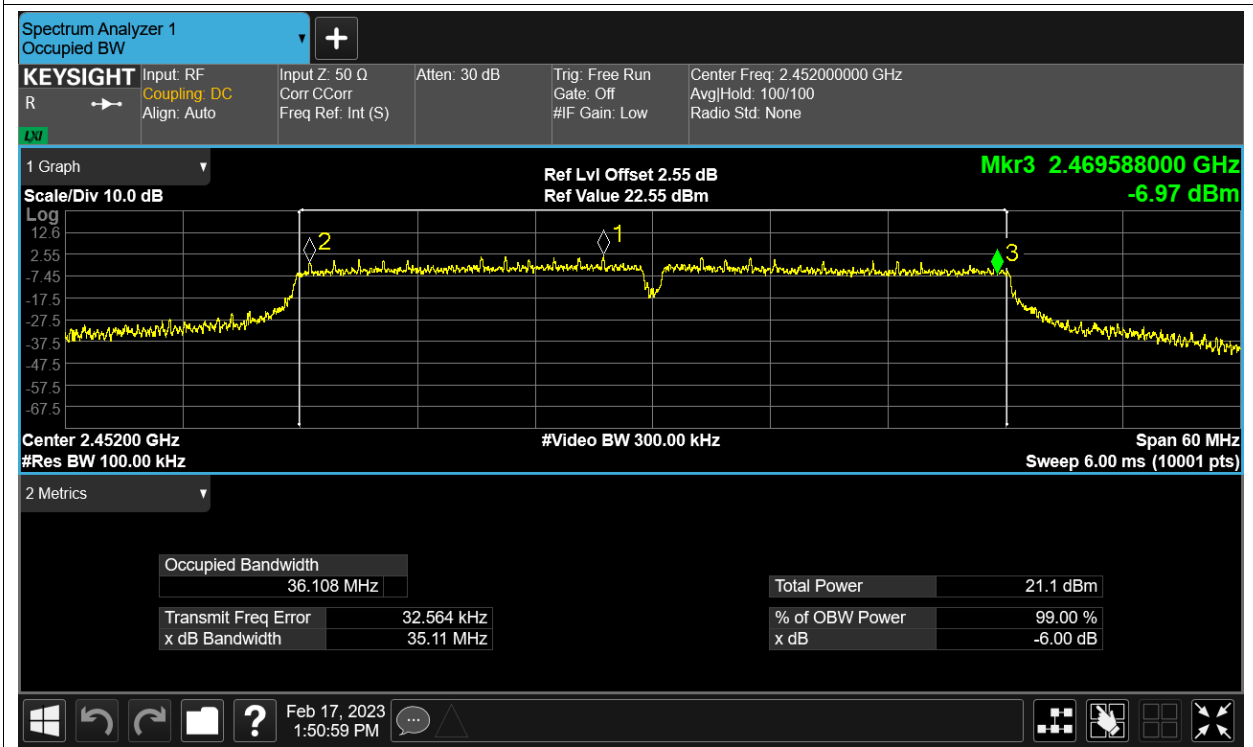 Spectrum Analyzer 1
Occupied BW
KEYSIGHT
R
LXI
Input: RF
Coupling: DC
Align: Auto
Input Z: 50 Ω
Corr CCorr
Freq Ref: Int (S)
Atten: 30 dB
Trig: Free Run
Gate: Off
#IF Gain: Low
Center Freq: 2.452000000 GHz
Avg|Hold: 100/100
Radio Std: None
1 Graph
Scale/Div 10.0 dB
Ref Lvl Offset 2.55 dB
Ref Value 22.55 dBm
Mkr3 2.469588000 GHz
-6.97 dBm
Log
12.6
2.55
-7.45
-17.5
-27.5
-37.5
-47.5
-57.5
-67.5
2
1
3
Center 2.45200 GHz
#Res BW 100.00 kHz
#Video BW 300.00 kHz
Span 60 MHz
Sweep 6.00 ms (10001 pts)
2 Metrics
Occupied Bandwidth
36.108 MHz
Transmit Freq Error 32.564 kHz
x dB Bandwidth 35.11 MHz
Total Power 21.1 dBm
% of OBW Power 99.00 %
x dB -6.00 dB
?
Feb 17, 2023
1:50:59 PM